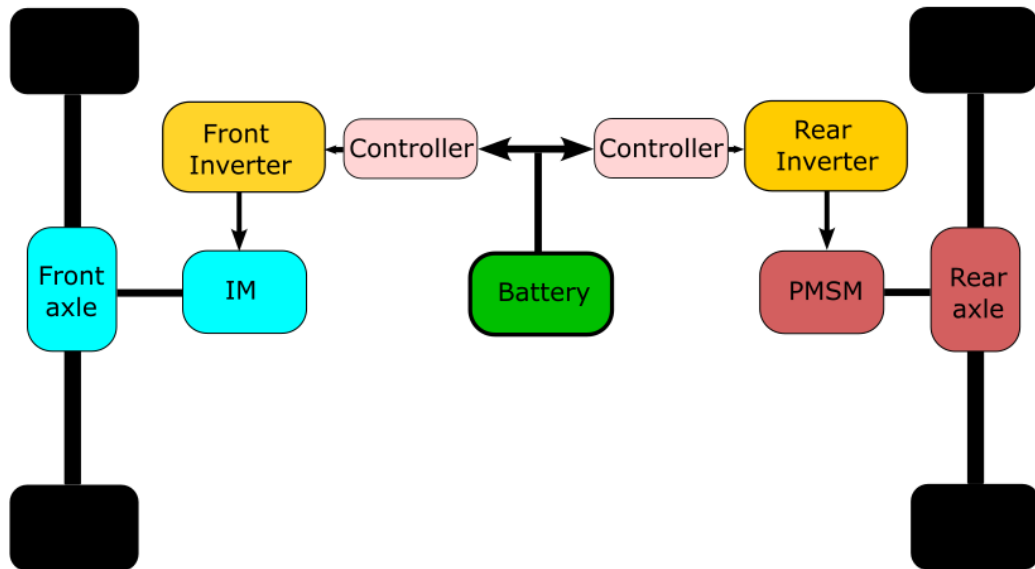 Front
Inverter
Controller
Controller
Rear
Inverter
Front
axle
IM
Battery
PMSM
Rear
axle